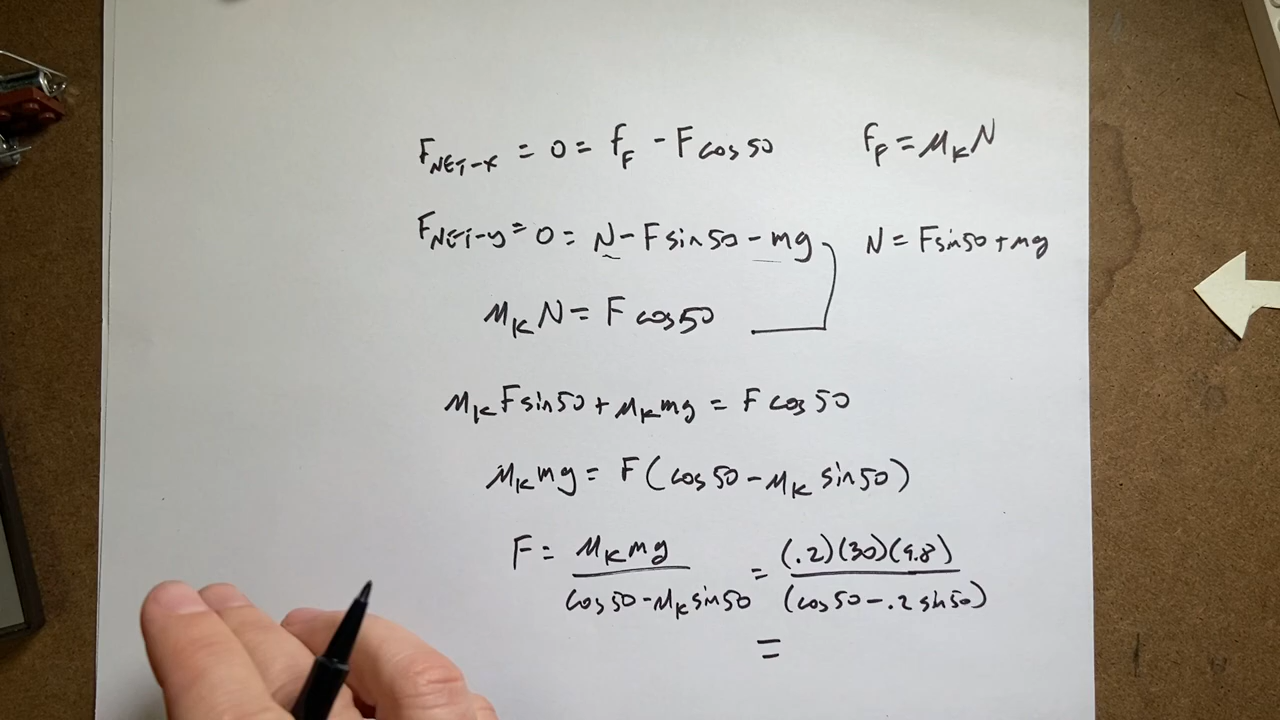 F_NET-x = 0 = f_F - F cos 50 f_F = μ_K N
F_NET-y = 0 = N - F sin 50 - mg N = F sin 50 + mg
μ_K N = F cos 50
μ_K F sin 50 + μ_K mg = F cos 50
μ_K mg = F (cos 50 - μ_K sin 50)
F = μ_K mg / cos 50 - μ_K sin 50 = (.2)(30)(9.8) / (cos 50 - .2 sin 50)
=